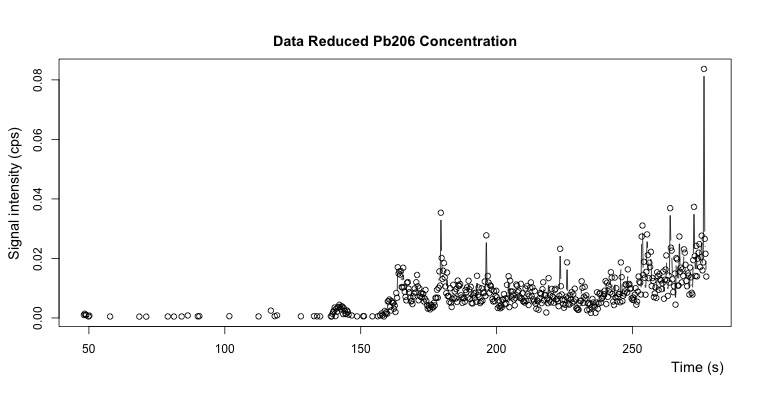 Data Reduced Pb206 Concentration
Signal intensity (cps)
0.08
0.06
0.04
0.02
0.00
50 100 150 200 250
Time (s)